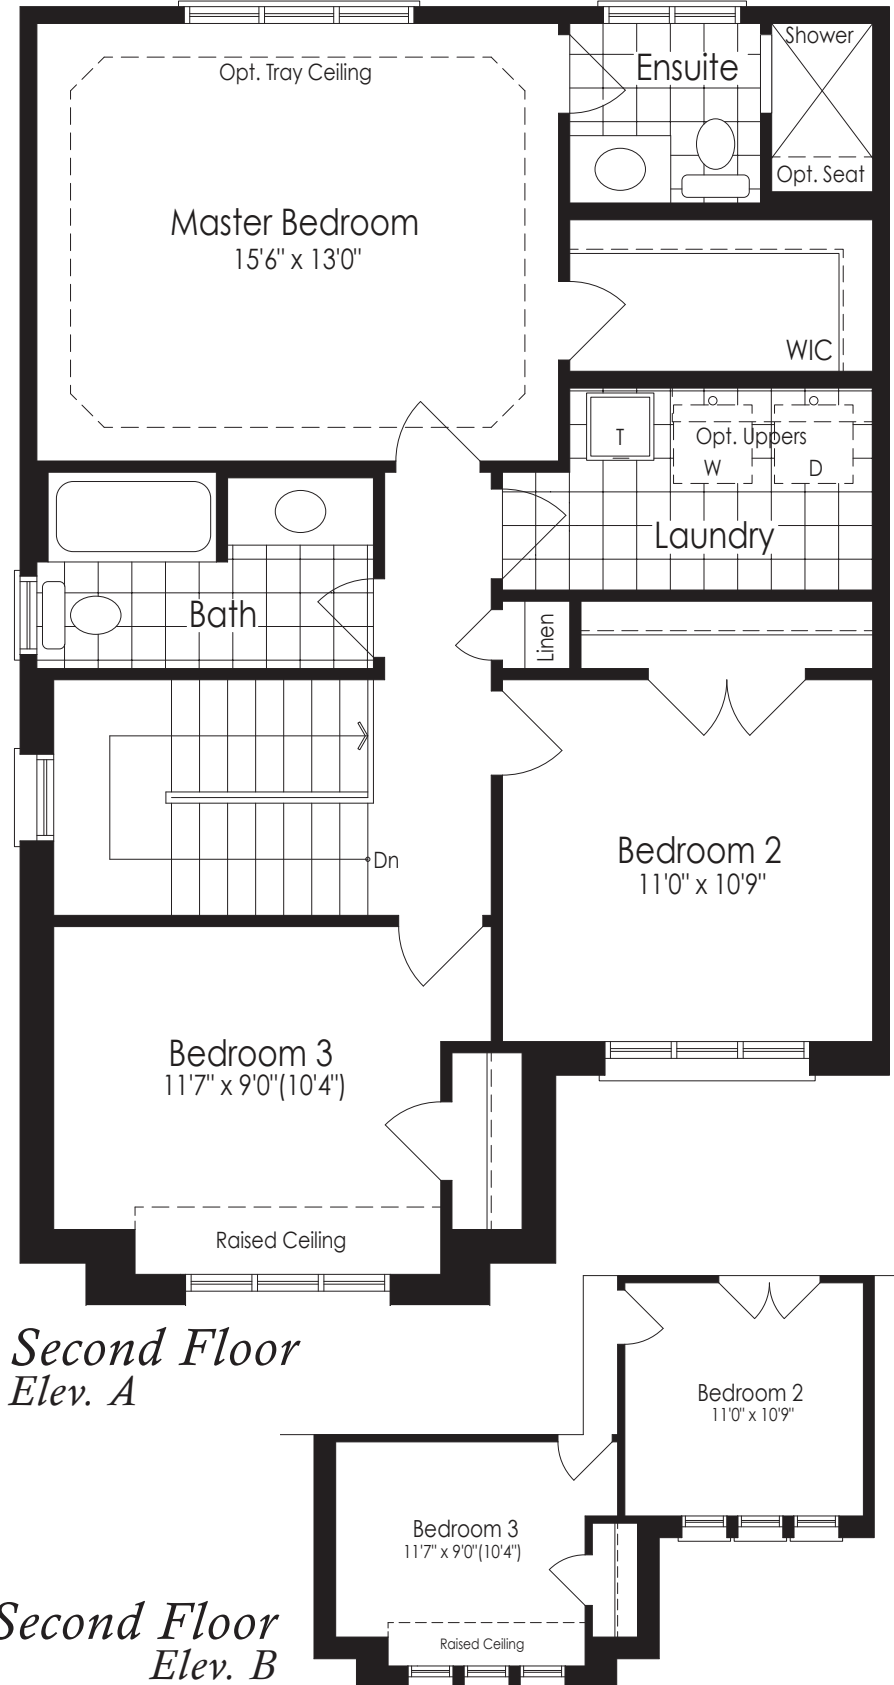 Shower
Ensuite
Opt. Tray Ceiling
Opt. Seat
Master Bedroom
15'6" x 13'0"
WIC
T
Opt. Uppers
W
D
Laundry
Bath
Linen
Dn
Bedroom 2
11'0" x 10'9"
Bedroom 3
11'7" x 9'0"(10'4")
Raised Ceiling
Second Floor
Elev. A
Bedroom 2
11'0" x 10'9"
Bedroom 3
11'7" x 9'0"(10'4")
Raised Ceiling
Second Floor
Elev. B